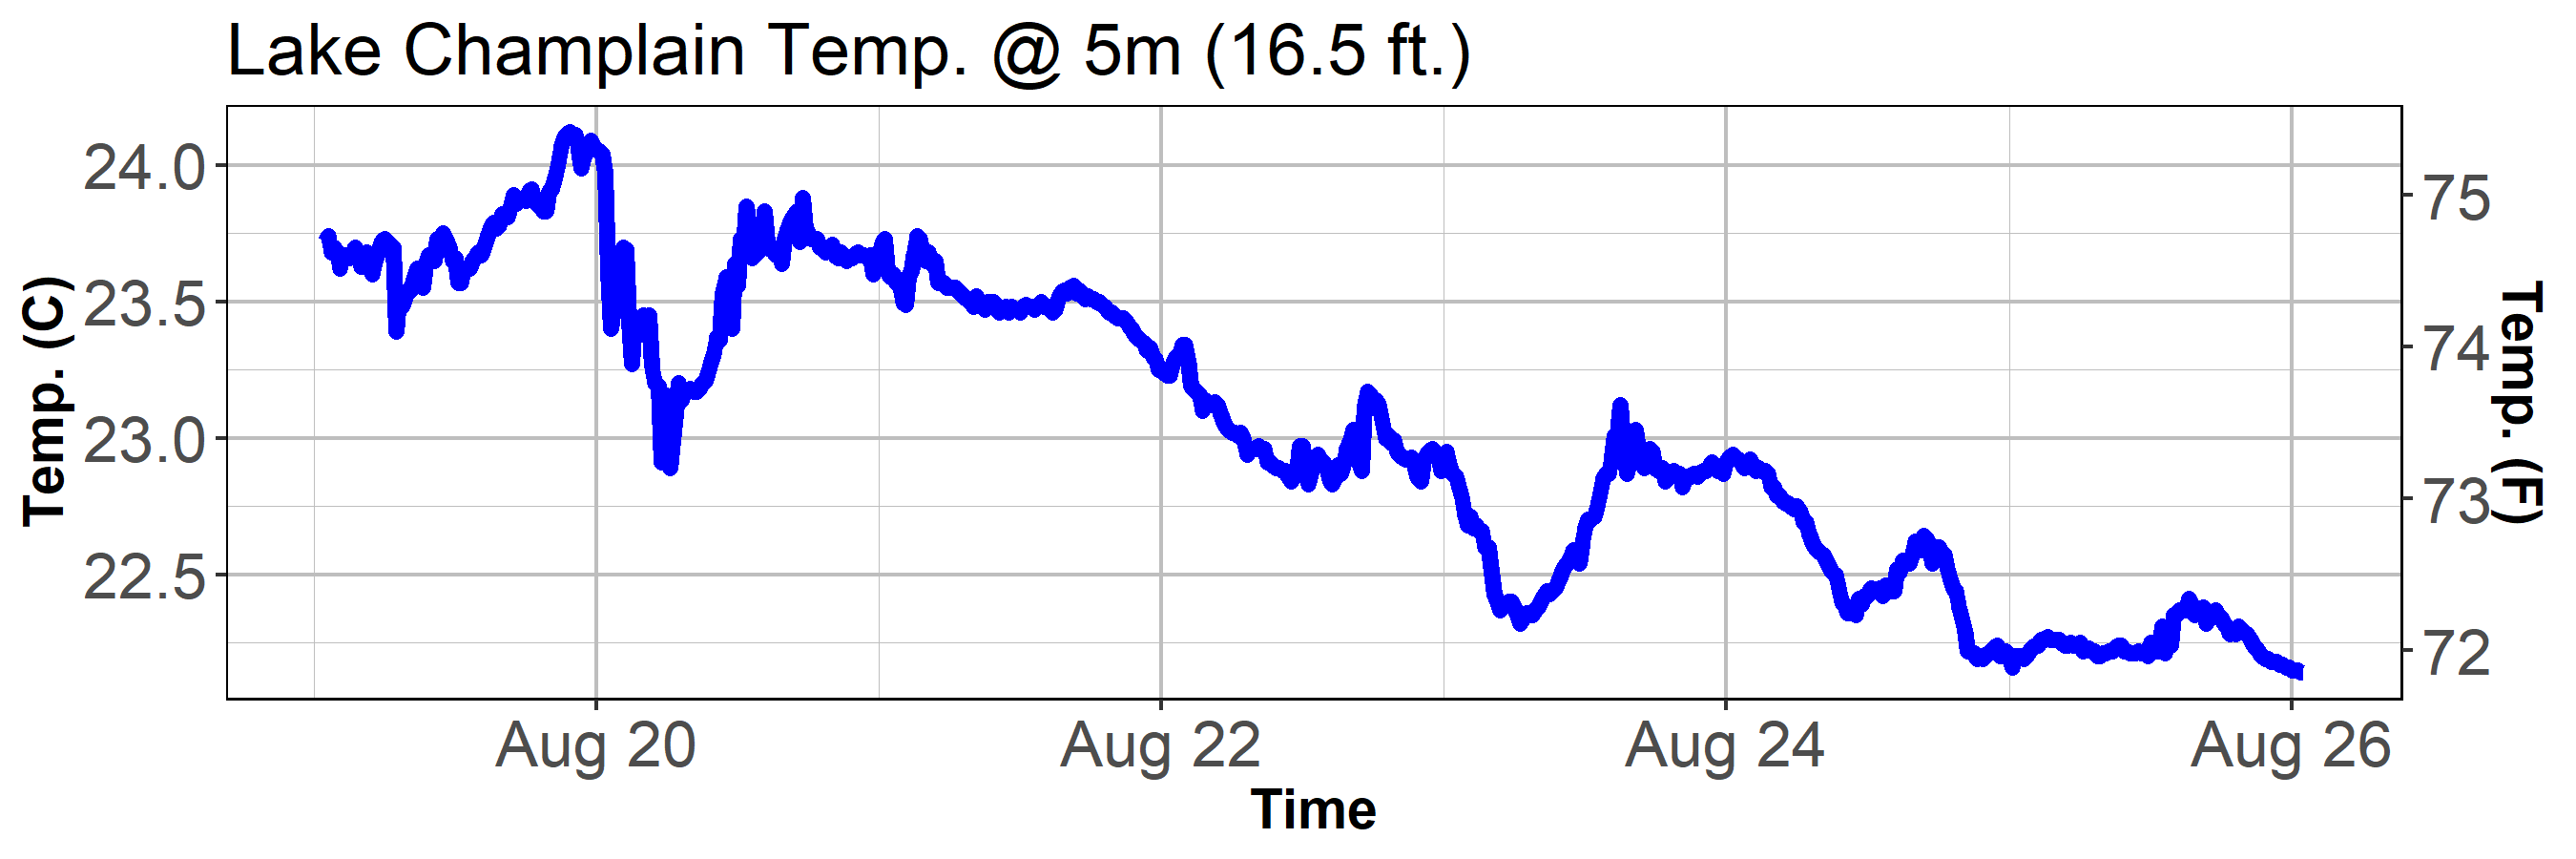 Lake Champlain Temp. @ 5m (16.5 ft.)
24.0
23.5
23.0
22.5
Temp. (C)
75
74
73
72
Temp. (F)
Aug 20 Aug 22 Aug 24 Aug 26
Time